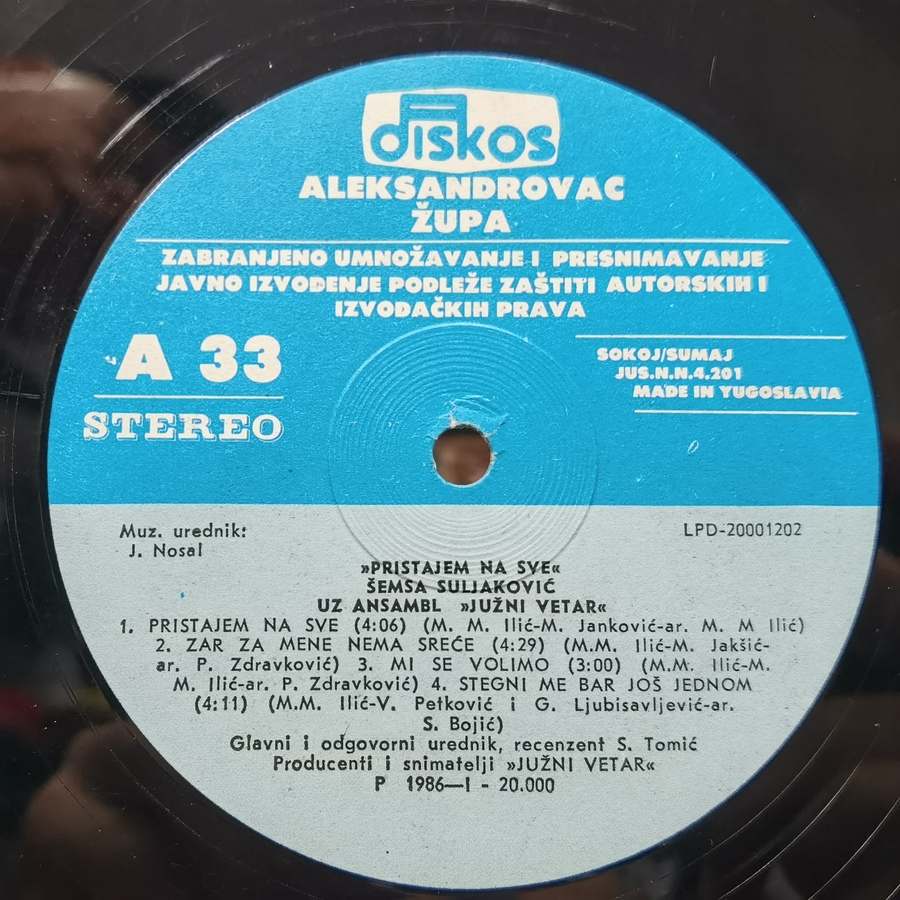 diskos
ALEKSANDROVAC
ŽUPA
ZABRANJENO UMNOŽAVANJE I PRESNIMAVANJE
JAVNO IZVOĐENJE PODLEŽE ZAŠTITI AUTORSKIH I
IZVOĐAČKIH PRAVA
A 33
STEREO
SOKOJ/SUMAJ
JUS.N.N.4.201
MADE IN YUGOSLAVIA
Muz. urednik:
J. Nosal
LPD-20001202
»PRISTAJEM NA SVE«
ŠEMSA SULJAKOVIĆ
UZ ANSAMBL »JUŽNI VETAR«
1. PRISTAJEM NA SVE (4:06) (M. M. Ilić-M. Janković-ar. M. M Ilić)
2. ZAR ZA MENE NEMA SREĆE (4:29) (M.M. Ilić-M. Jakšić-
ar. P. Zdravković) 3. MI SE VOLIMO (3:00) (M.M. Ilić-M.
M. Ilić-ar. P. Zdravković) 4. STEGNI ME BAR JOŠ JEDNOM
(4:11) (M.M. Ilić-V. Petković i G. Ljubisavljević-ar.
S. Bojić)
Glavni i odgovorni urednik, recenzent S. Tomić
Producenti i snimatelji »JUŽNI VETAR«
P 1986—I - 20.000